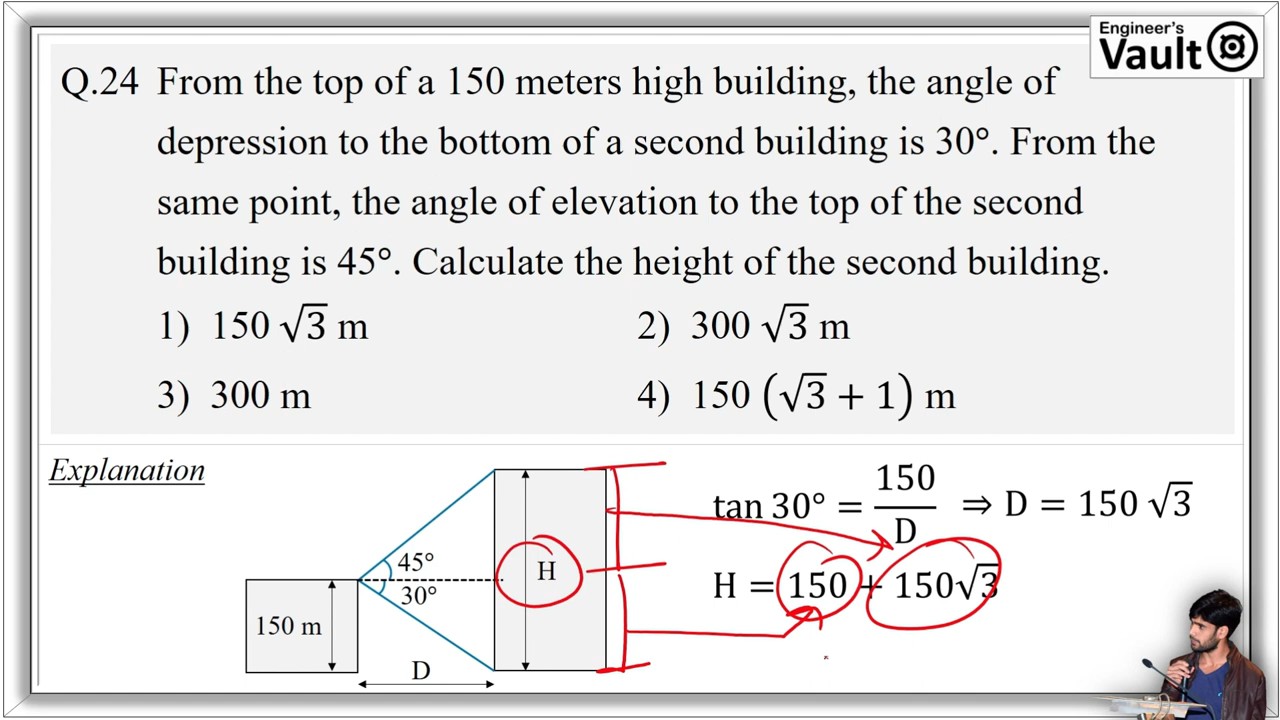 Engineer's
Vault
Q.24 From the top of a 150 meters high building, the angle of
depression to the bottom of a second building is 30°. From the
same point, the angle of elevation to the top of the second
building is 45°. Calculate the height of the second building.
1) 150 √3 m 2) 300 √3 m
3) 300 m 4) 150 (√3 + 1) m
Explanation
tan 30° = 150/D ⇒ D = 150 √3
45°
H
H = 150 + 150√3
30°
150 m
D